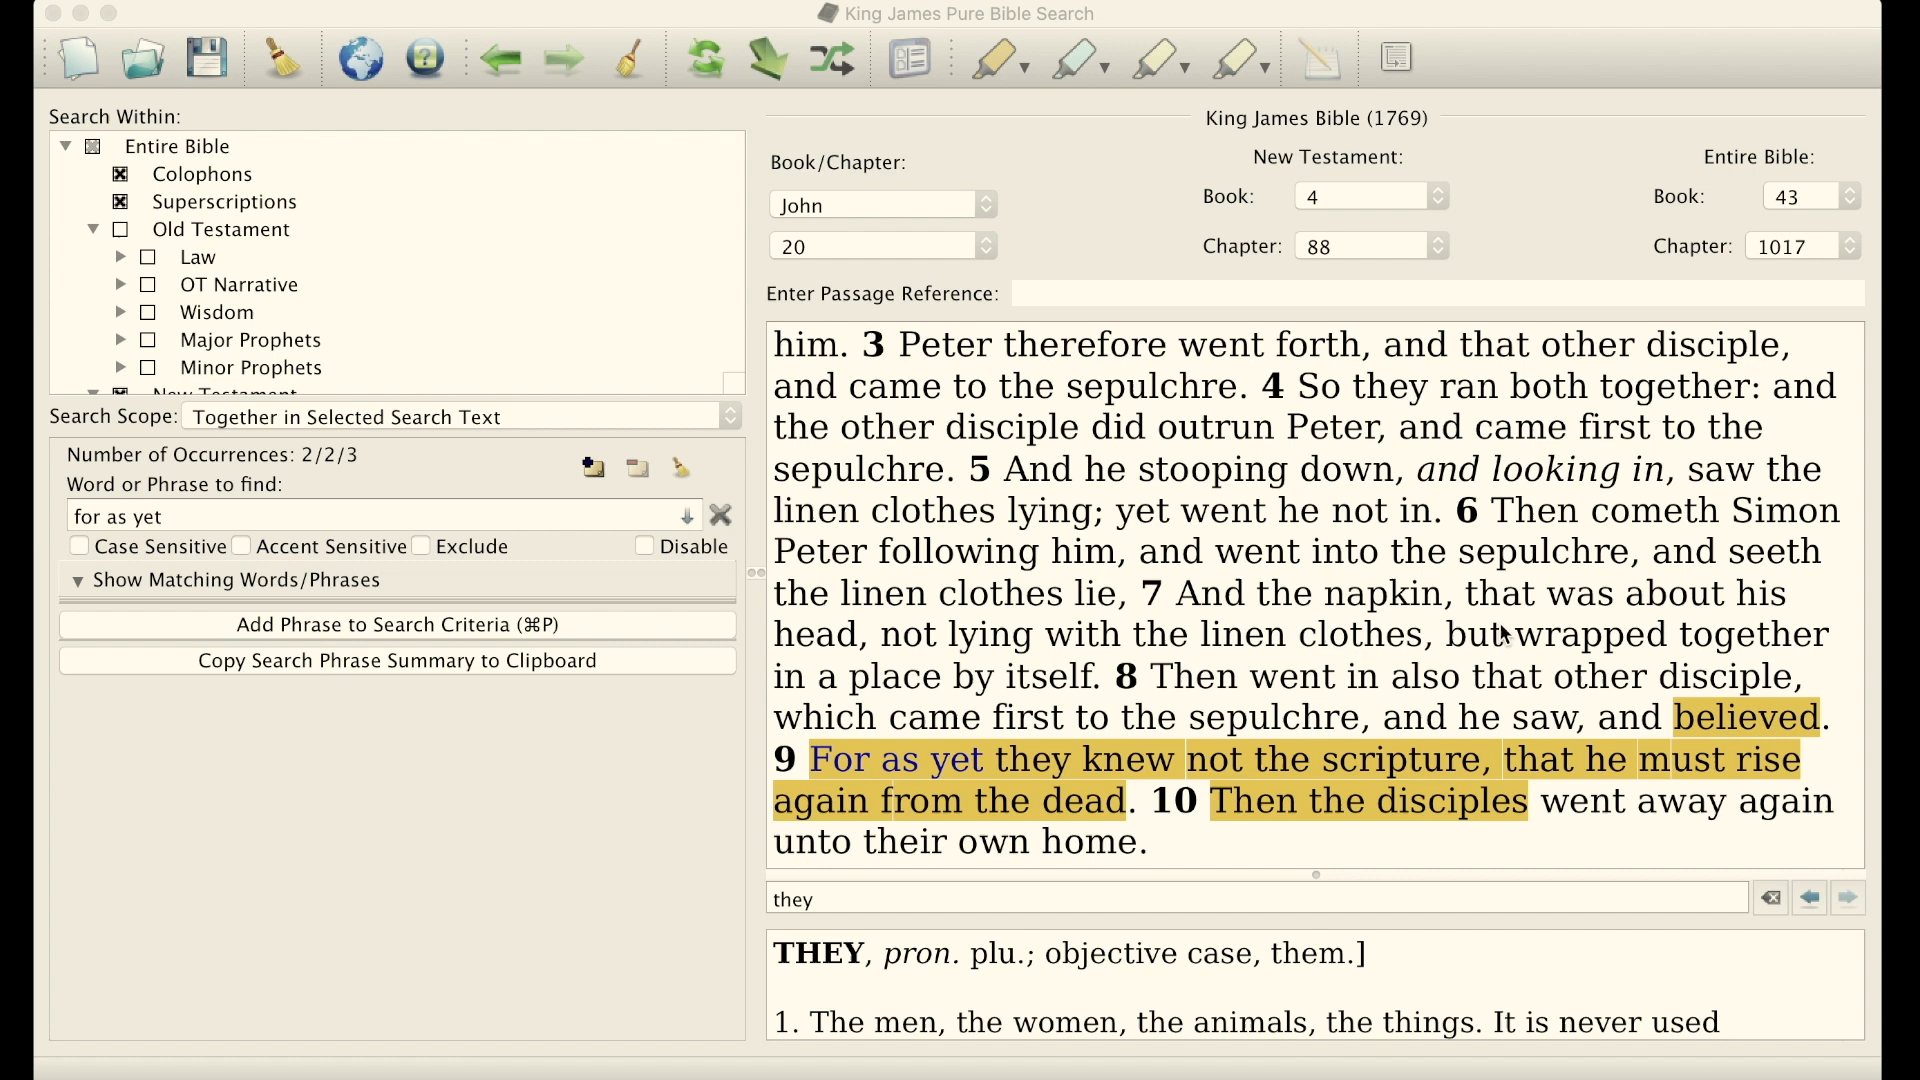 King James Pure Bible Search
Search Within:
Entire Bible
Colophons
Superscriptions
Old Testament
Law
OT Narrative
Wisdom
Major Prophets
Minor Prophets
New Testament
Search Scope: Together in Selected Search Text
Number of Occurrences: 2/2/3
Word or Phrase to find:
for as yet
Case Sensitive Accent Sensitive Exclude Disable
Show Matching Words/Phrases
Add Phrase to Search Criteria (⌘P)
Copy Search Phrase Summary to Clipboard
King James Bible (1769)
Book/Chapter: New Testament: Entire Bible:
John Book: 4 Book: 43
20 Chapter: 88 Chapter: 1017
Enter Passage Reference:
him. 3 Peter therefore went forth, and that other disciple,
and came to the sepulchre. 4 So they ran both together: and
the other disciple did outrun Peter, and came first to the
sepulchre. 5 And he stooping down, and looking in, saw the
linen clothes lying; yet went he not in. 6 Then cometh Simon
Peter following him, and went into the sepulchre, and seeth
the linen clothes lie, 7 And the napkin, that was about his
head, not lying with the linen clothes, but wrapped together
in a place by itself. 8 Then went in also that other disciple,
which came first to the sepulchre, and he saw, and believed.
9 For as yet they knew not the scripture, that he must rise
again from the dead. 10 Then the disciples went away again
unto their own home.
they
THEY, pron. plu.; objective case, them.]
1. The men, the women, the animals, the things. It is never used